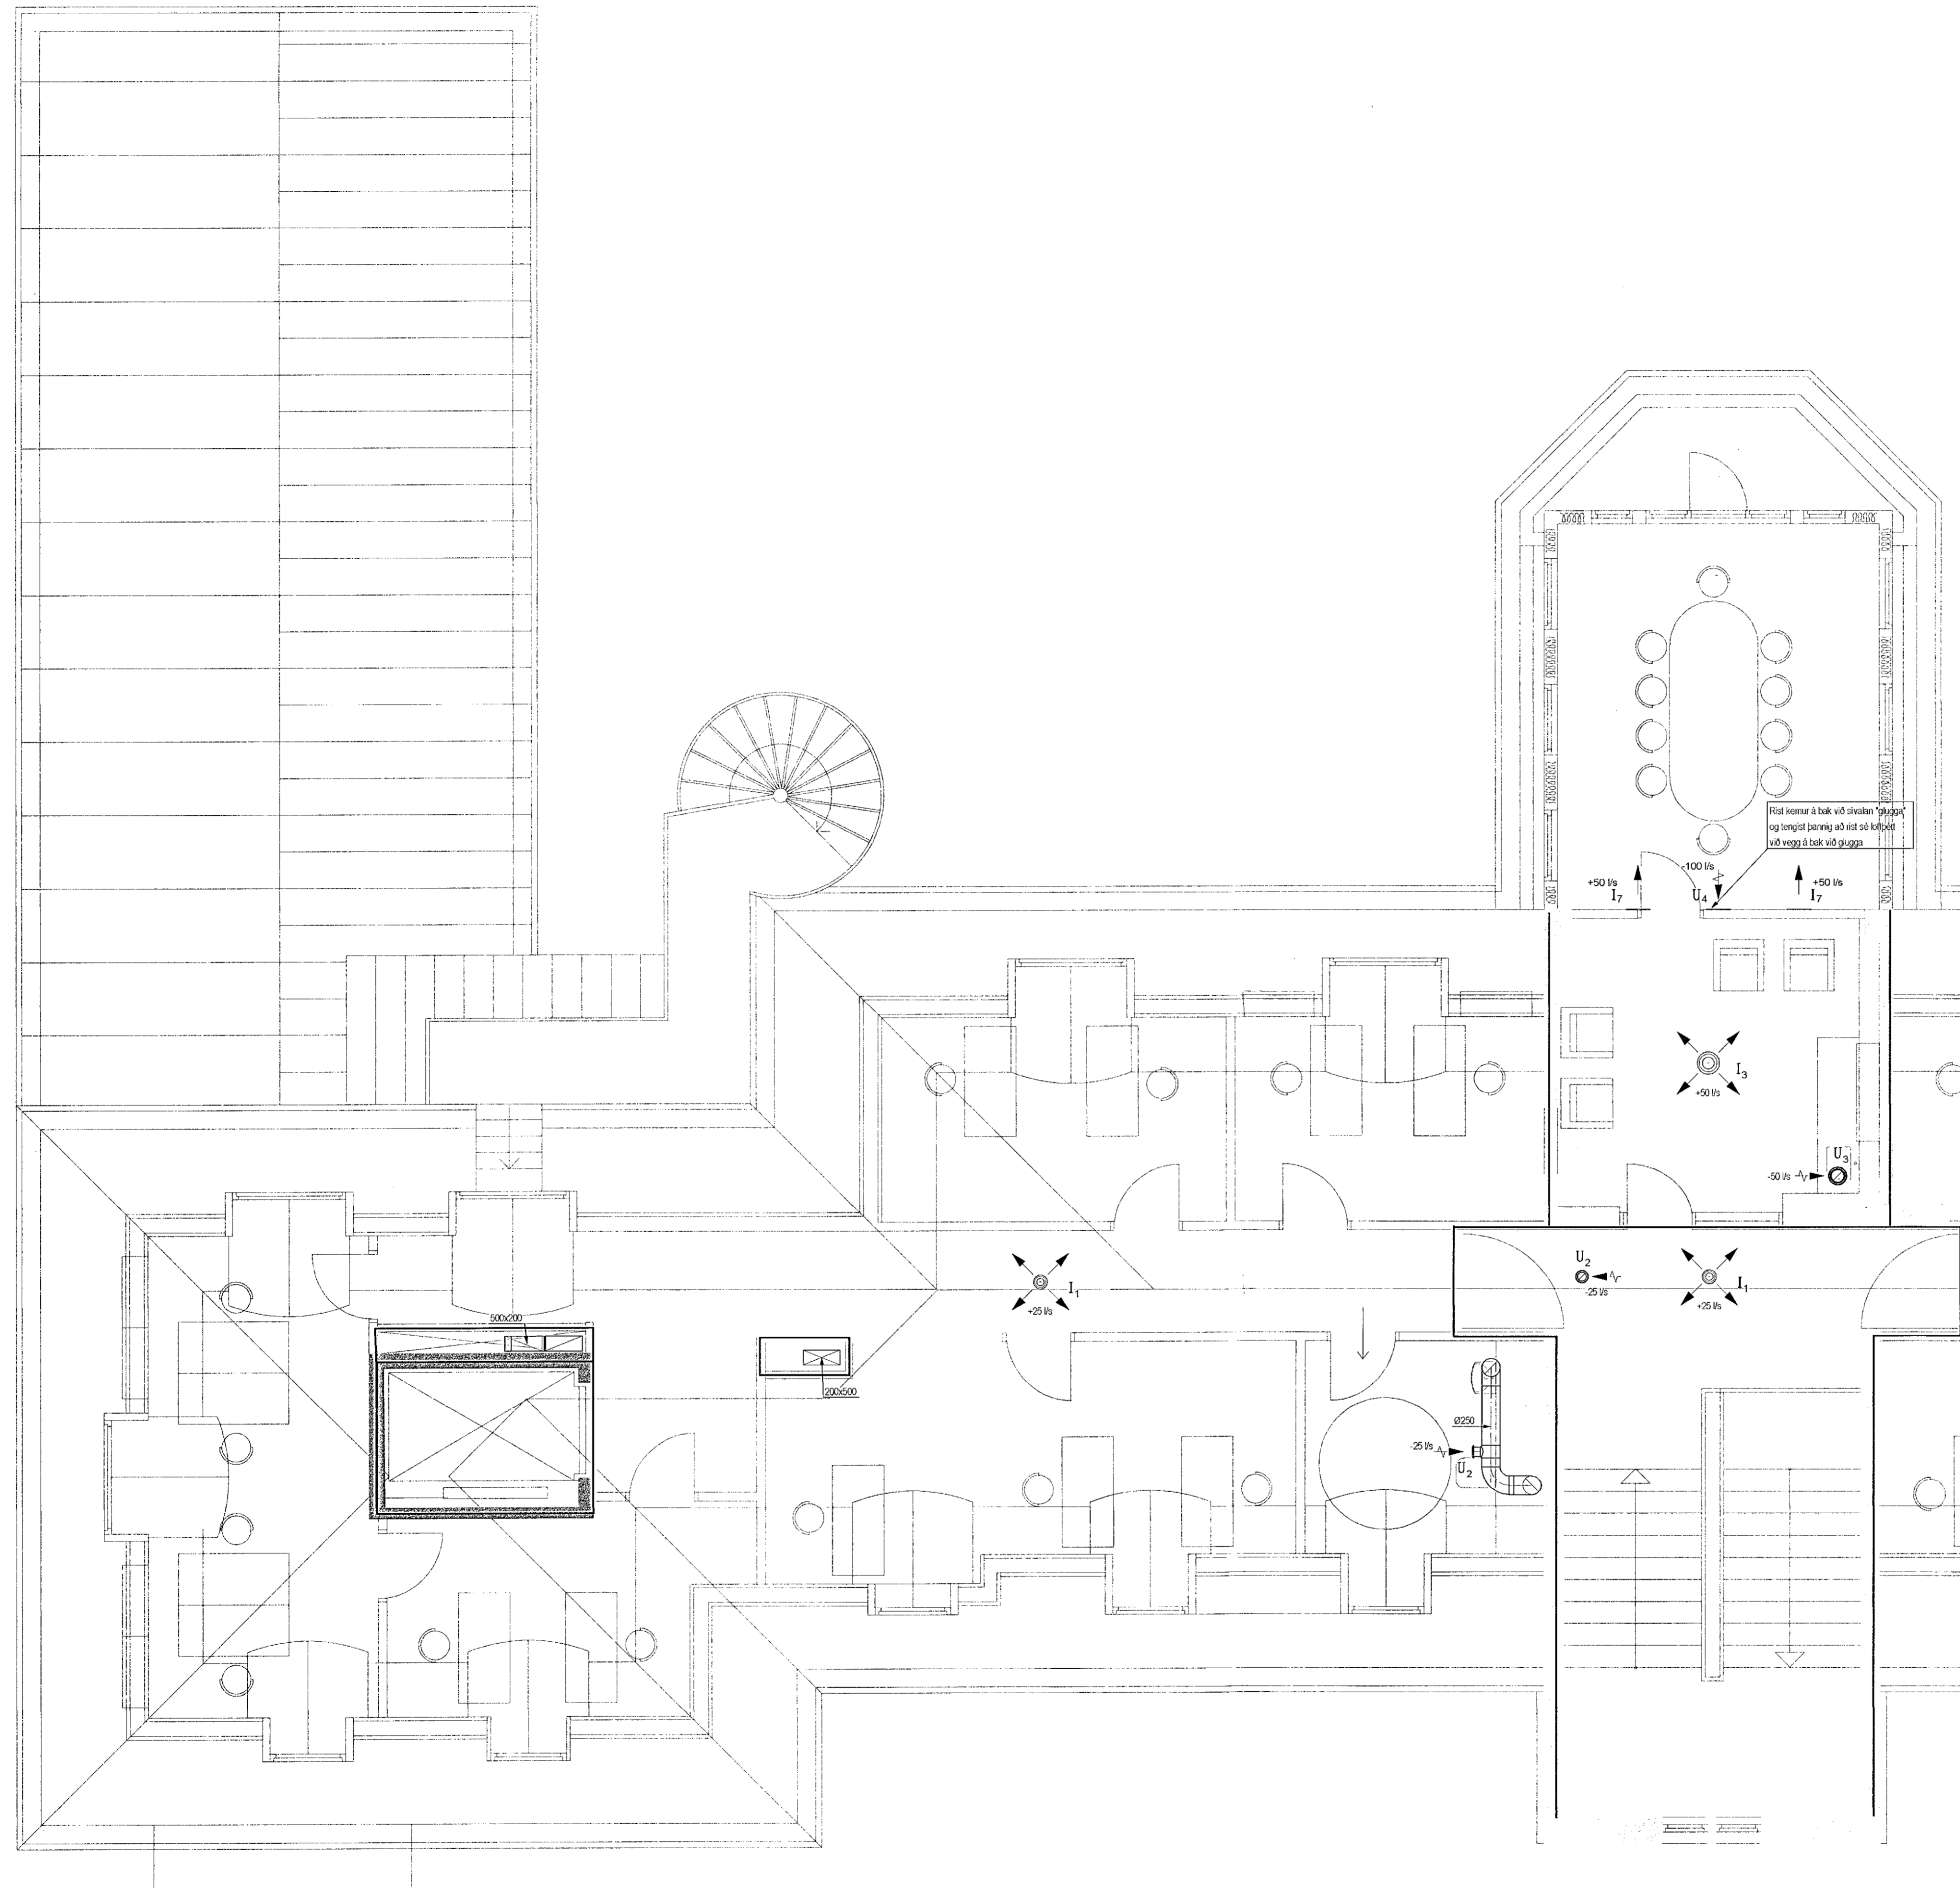 Rist kemur á bak við sívalan "glugga"
og tengist þannig að rist sé loftþétt
við vegg á bak við glugga
-100 l/s
+50 l/s
+50 l/s
I7
U4
I7
I3
+50 l/s
U3
-50 l/s
U2
-25 l/s
I1
+25 l/s
I1
+25 l/s
500x200
200x500
Ø250
-25 l/s
U2